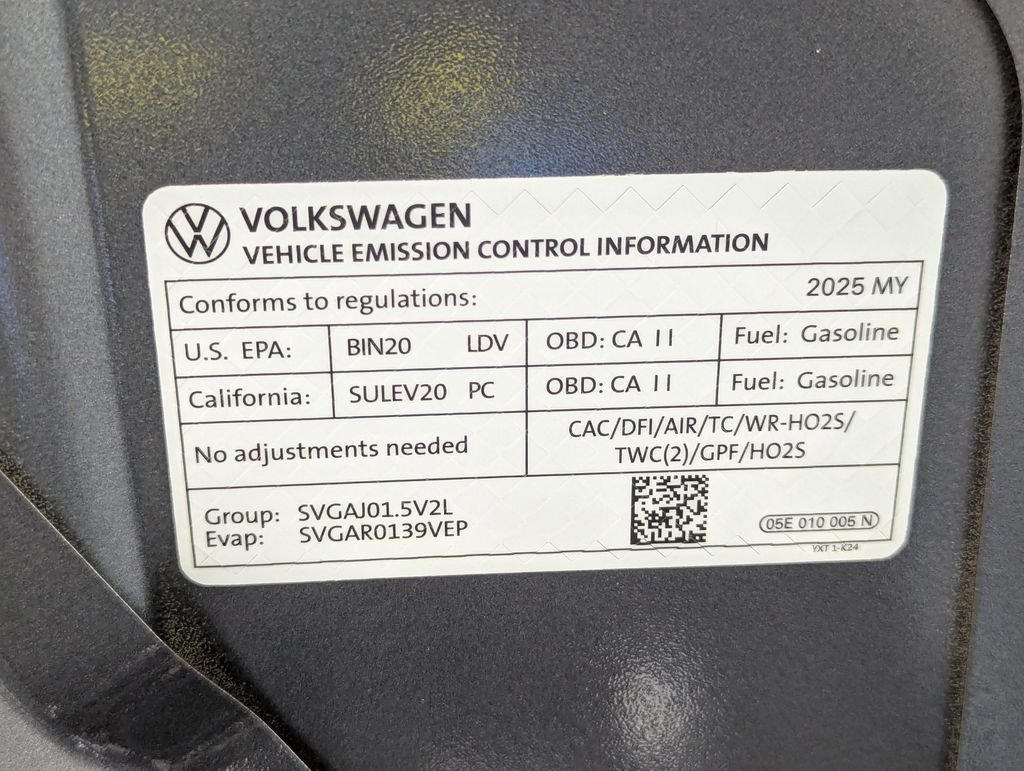 VOLKSWAGEN
VEHICLE EMISSION CONTROL INFORMATION
Conforms to regulations: 2025 MY
U.S. EPA: BIN20 LDV OBD: CA II Fuel: Gasoline
California: SULEV20 PC OBD: CA II Fuel: Gasoline
No adjustments needed
CAC/DFI/AIR/TC/WR-HO2S/
TWC(2)/GPF/HO2S
Group: SVGAJ01.5V2L
Evap: SVGAR0139VEP
05E 010 005 N
YXT 1-K24